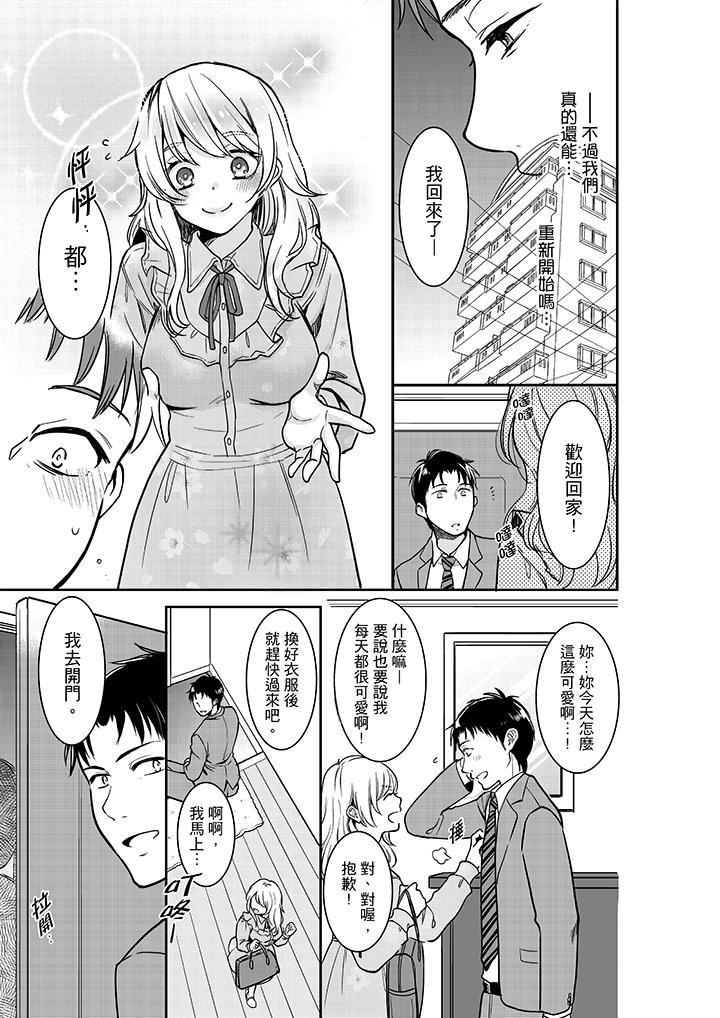 ──不過我們
真的還能…
重新開始嗎…
我回來了─
噠噠
歡迎回家！
噠噠
都…
怦怦
妳…妳今天怎麼
這麼可愛啊…！
什麼嘛─
要說也要說我
每天都很可愛啊！
捶
對、對喔，
抱歉！
換好衣服後
就趕快過來吧。
啊啊，
我馬上…
叮咚─
我去開門。
拉開…